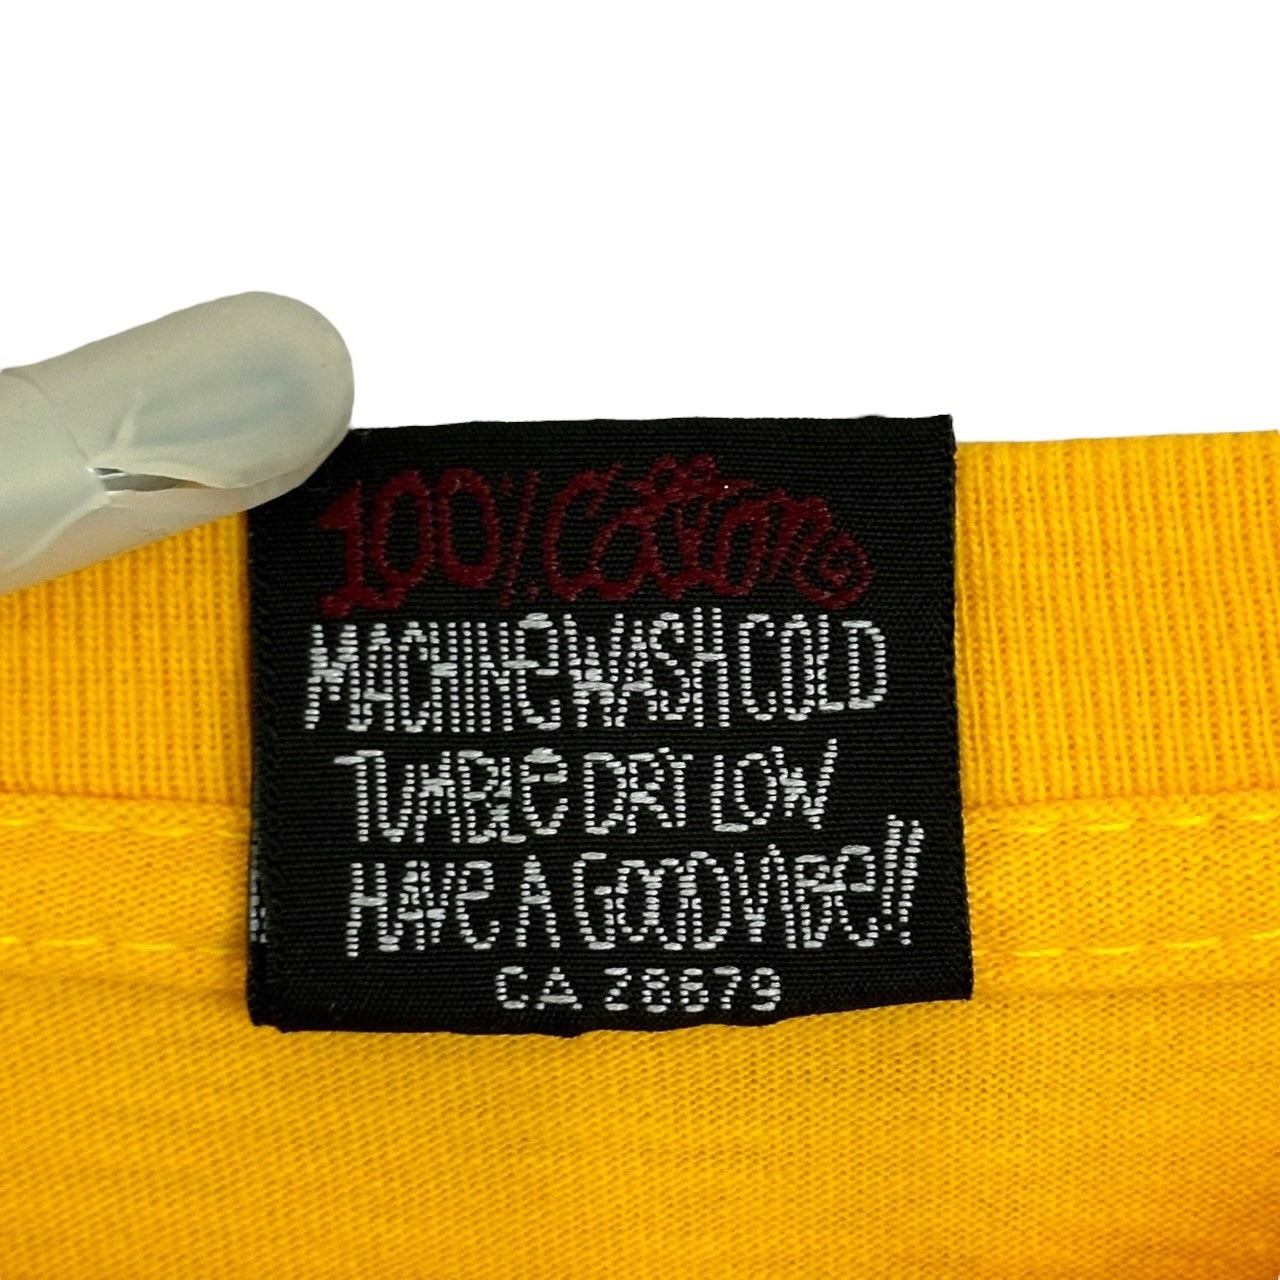 100% Cotton
MACHINe WASH COLD
TUMBLe DRY LOW
HAVe A GOOD VIBe!!
CA 28679